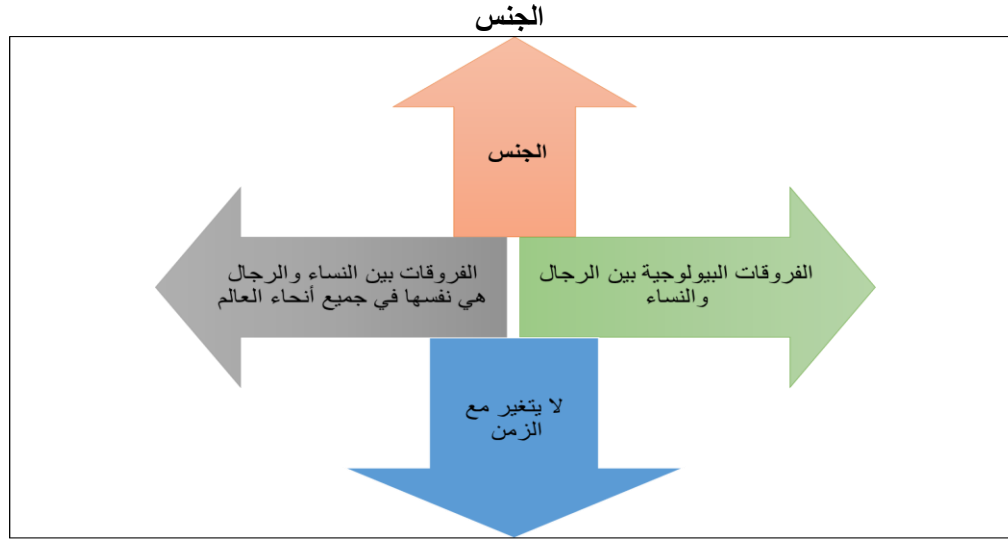 الجنس
الجنس
الفروقات البيولوجية بين الرجال
والنساء
الفروقات بين النساء والرجال
هي نفسها في جميع أنحاء العالم
لا يتغير مع
الزمن